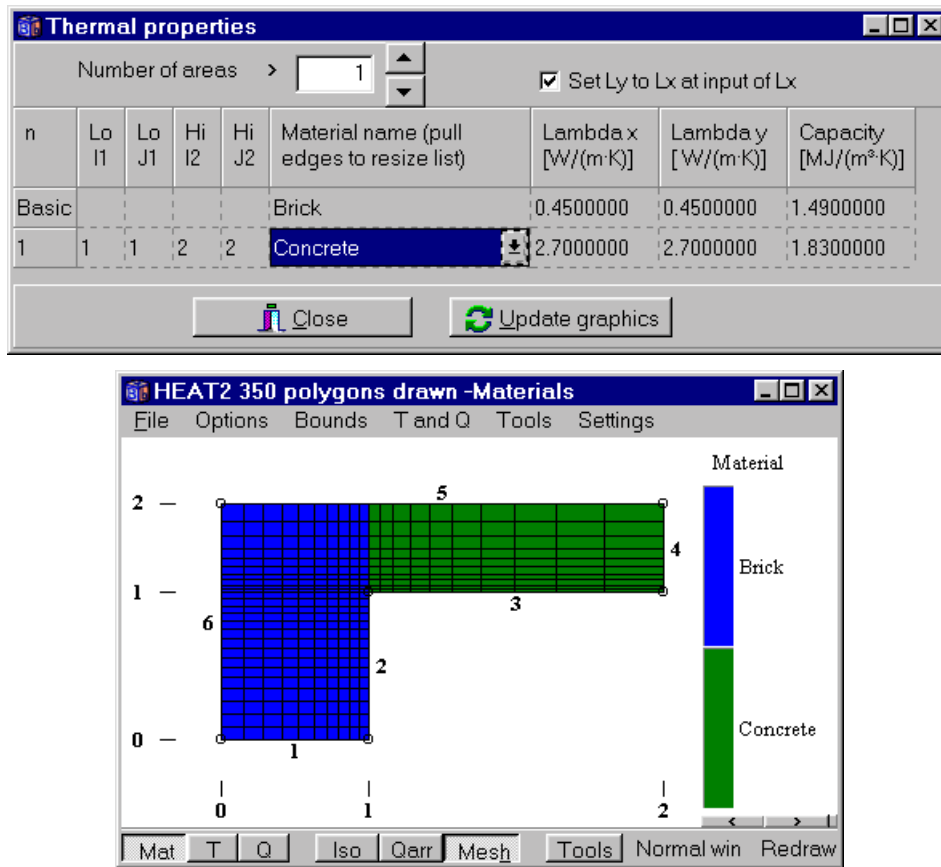 Thermal properties
Number of areas > 1
Set Ly to Lx at input of Lx
n Lo I1 Lo J1 Hi I2 Hi J2 Material name (pull edges to resize list) Lambda x [W/(m·K)] Lambda y [W/(m·K)] Capacity [MJ/(m³·K)]
Basic Brick 0.4500000 0.4500000 1.4900000
1 1 1 2 2 Concrete 2.7000000 2.7000000 1.8300000
Close Update graphics
HEAT2 350 polygons drawn -Materials
File Options Bounds T and Q Tools Settings
Material
2 5
4
Brick
1
3
6
2
Concrete
0
1
0 1 2
< >
Mat T Q Iso Qarr Mesh Tools Normal win Redraw